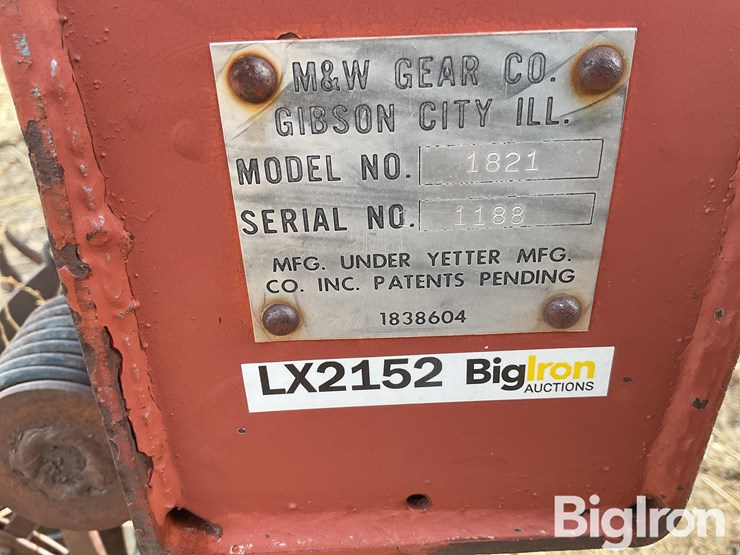 M&W GEAR CO.
GIBSON CITY ILL.
MODEL NO. 1821
SERIAL NO. 1188
MFG. UNDER YETTER MFG.
CO. INC. PATENTS PENDING
1838604
LX2152 BigIron
AUCTIONS
BigIron